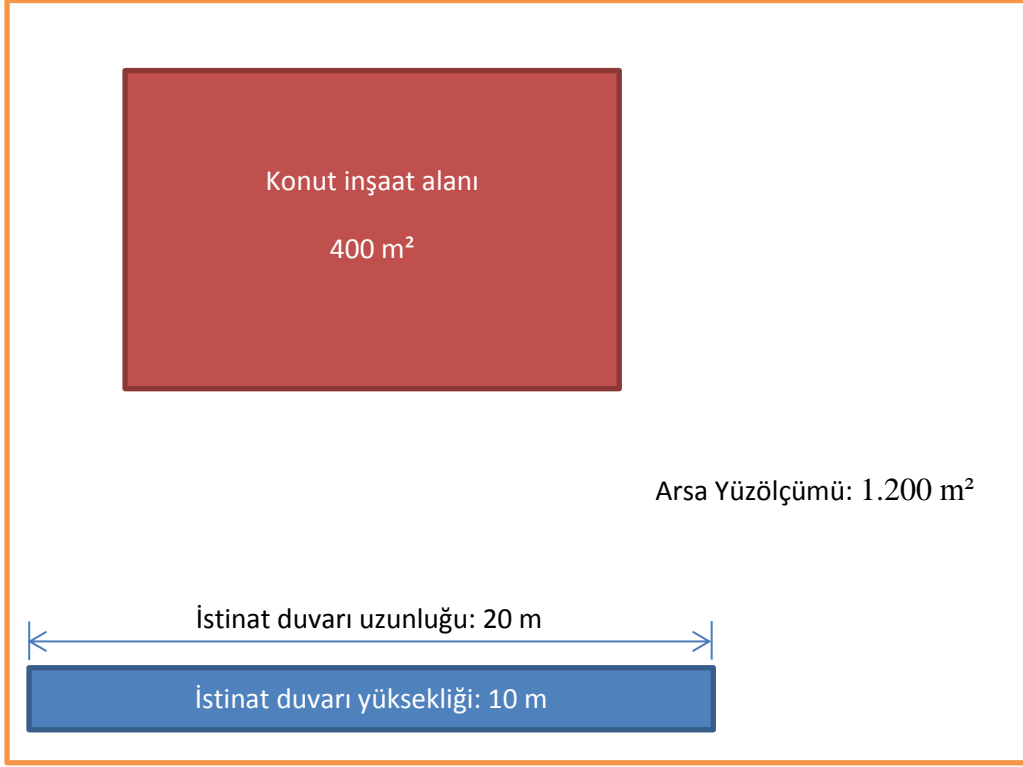 Konut inşaat alanı
400 m²
Arsa Yüzölçümü: 1.200 m²
İstinat duvarı uzunluğu: 20 m
İstinat duvarı yüksekliği: 10 m